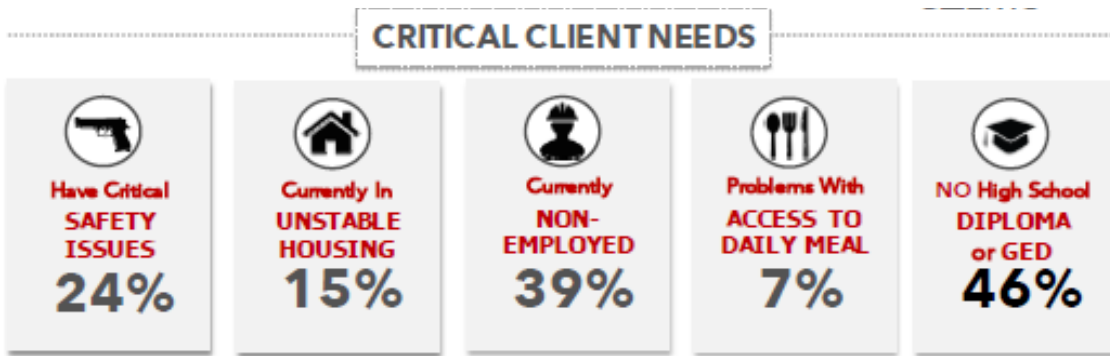 CRITICAL CLIENT NEEDS
Have Critical
SAFETY
ISSUES
24%
Currently In
UNSTABLE
HOUSING
15%
Currently
NON-
EMPLOYED
39%
Problems With
ACCESS TO
DAILY MEAL
7%
NO High School
DIPLOMA
or GED
46%